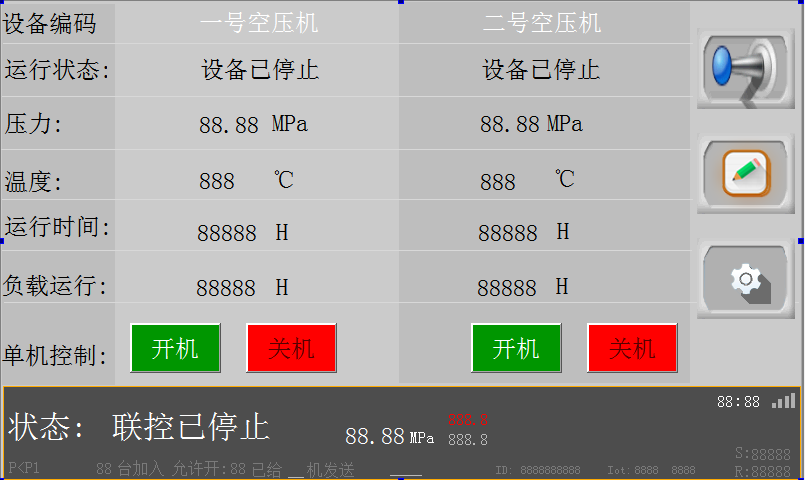 设备编码 一号空压机 二号空压机
运行状态: 设备已停止 设备已停止
压力: 88.88 MPa 88.88 MPa
温度: 888 ℃ 888 ℃
运行时间: 88888 H 88888 H
负载运行: 88888 H 88888 H
单机控制: 开机 关机 开机 关机
88:88
状态: 联控已停止 88.88 MPa 888.8
888.8
S:88888
P<P1 88 台加入 允许开:88 已给 __ 机发送 ____ ID: 8888888888 Iot:8888 8888 R:88888